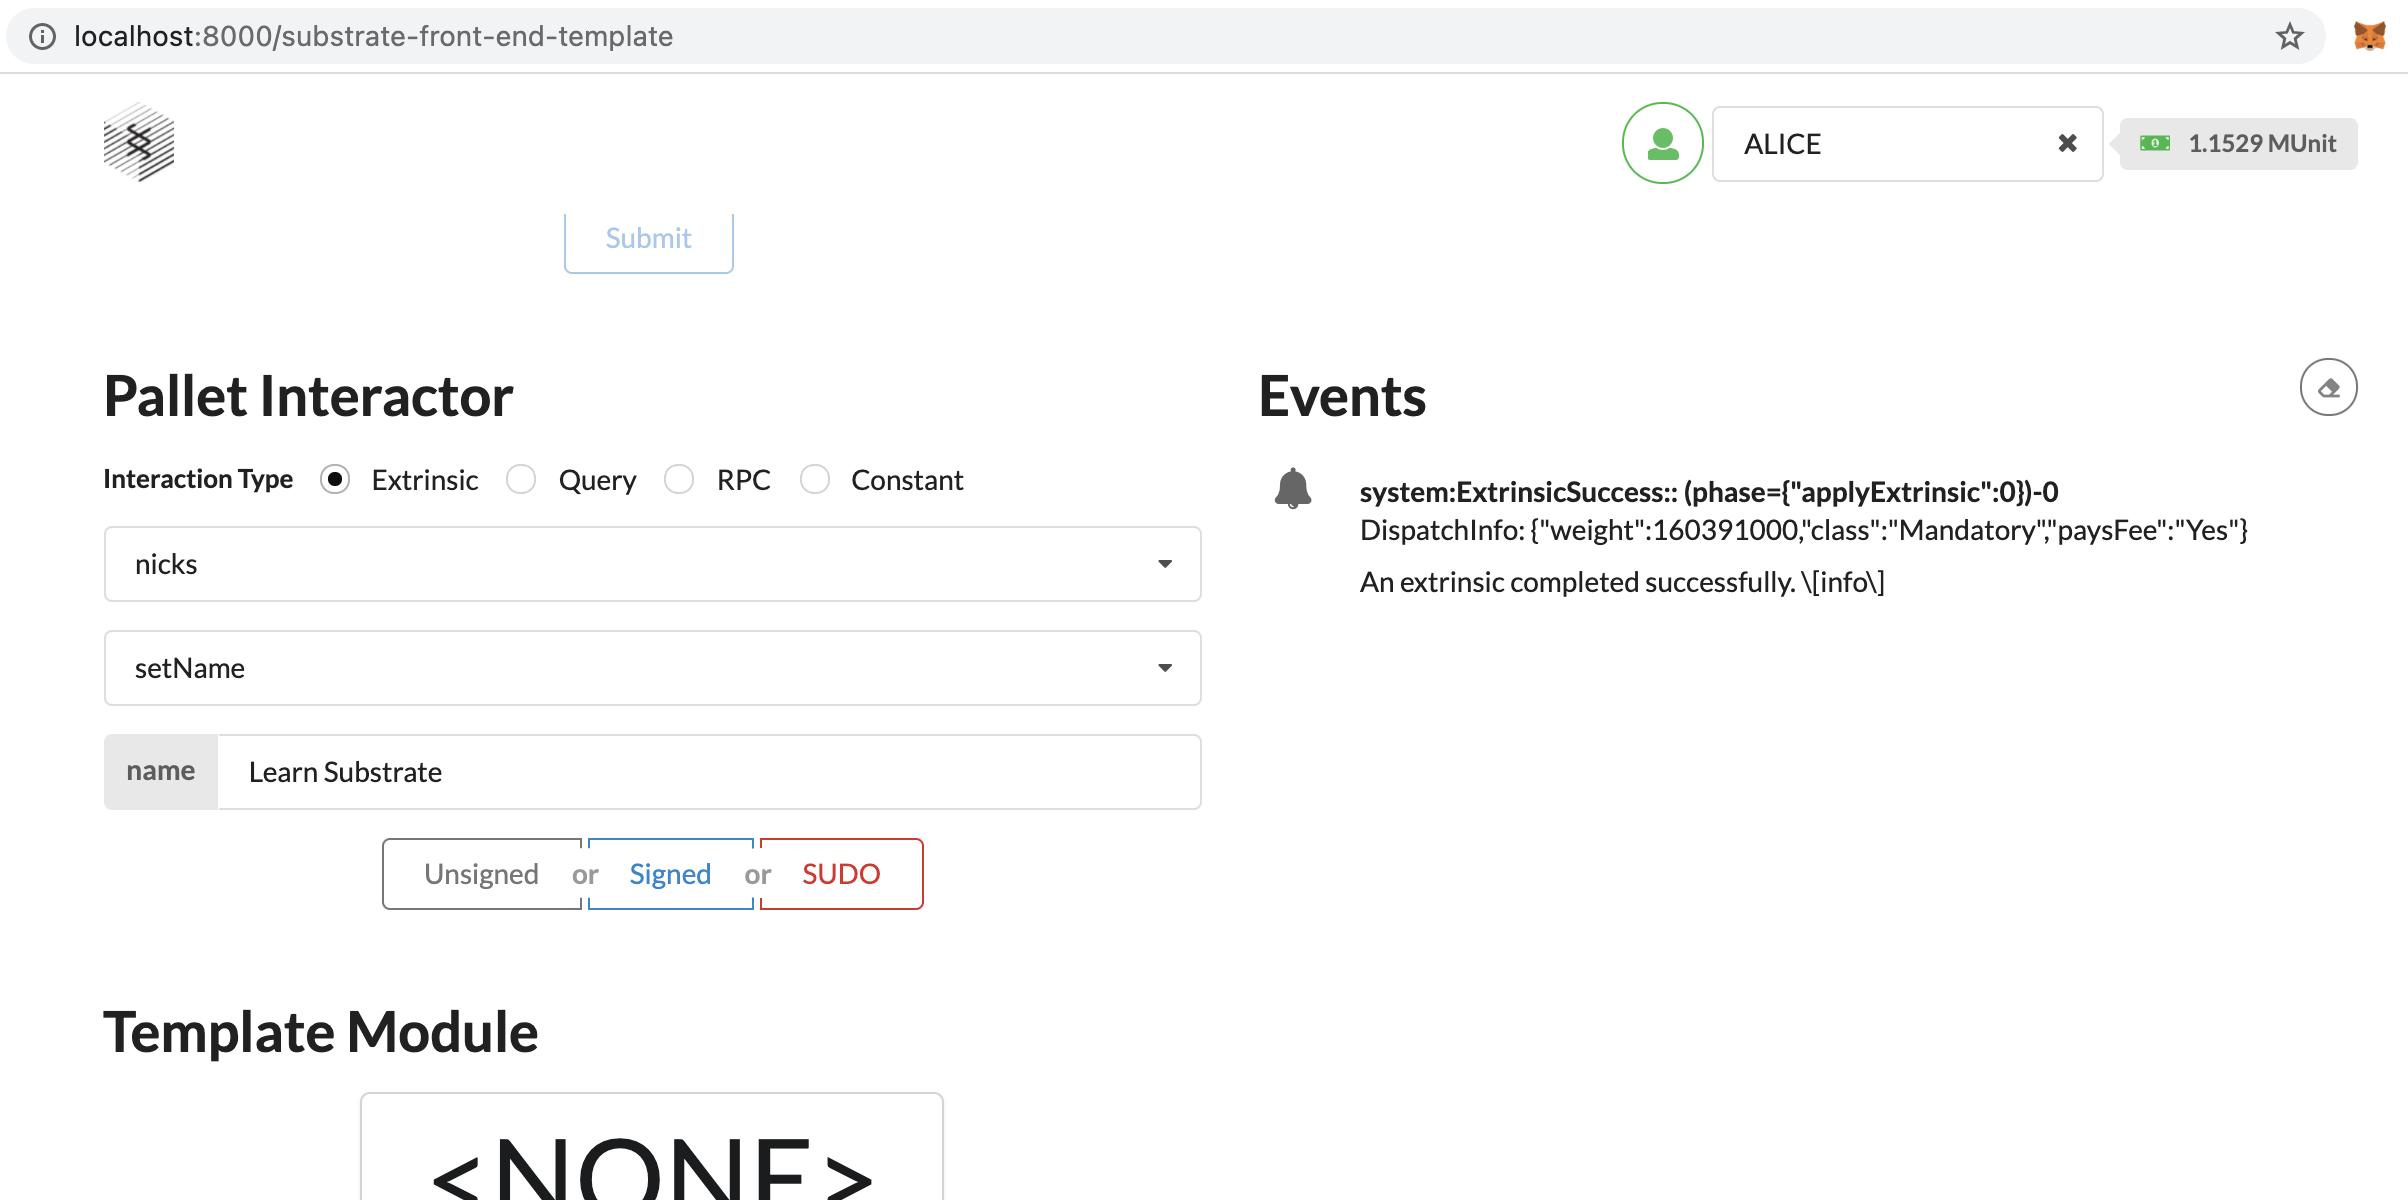 localhost:8000/substrate-front-end-template
ALICE
1.1529 MUnit
Submit
Pallet Interactor
Interaction Type Extrinsic Query RPC Constant
nicks
setName
name Learn Substrate
Unsigned or Signed or SUDO
Template Module
<NONE>
Events
system:ExtrinsicSuccess:: (phase={"applyExtrinsic":0})-0
DispatchInfo: {"weight":160391000,"class":"Mandatory""paysFee":"Yes"}
An extrinsic completed successfully. \[info\]